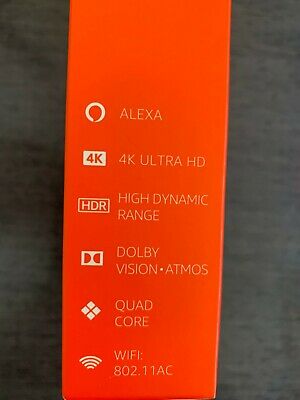 ALEXA
4K 4K ULTRA HD
HDR HIGH DYNAMIC
RANGE
DOLBY
VISION•ATMOS
QUAD
CORE
WIFI:
802.11AC